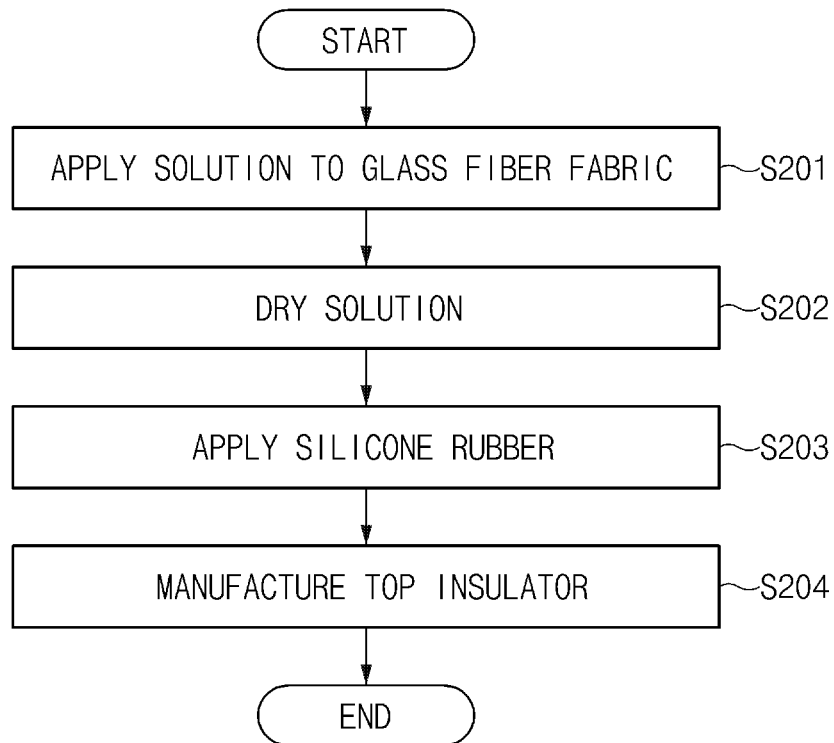 START
APPLY SOLUTION TO GLASS FIBER FABRIC
S201
DRY SOLUTION
S202
APPLY SILICONE RUBBER
S203
MANUFACTURE TOP INSULATOR
S204
END